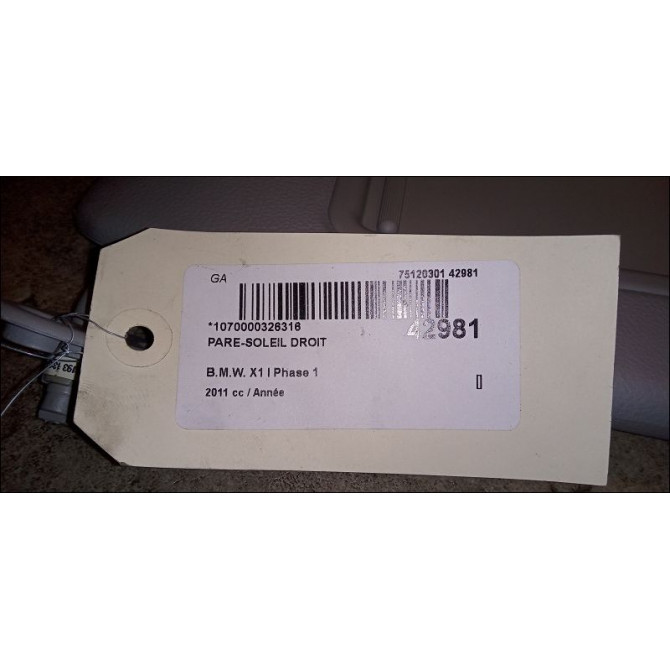 GA 75120301 42981
*1070000326316 42981
PARE-SOLEIL DROIT
B.M.W. X1 I Phase 1
2011 cc / Année